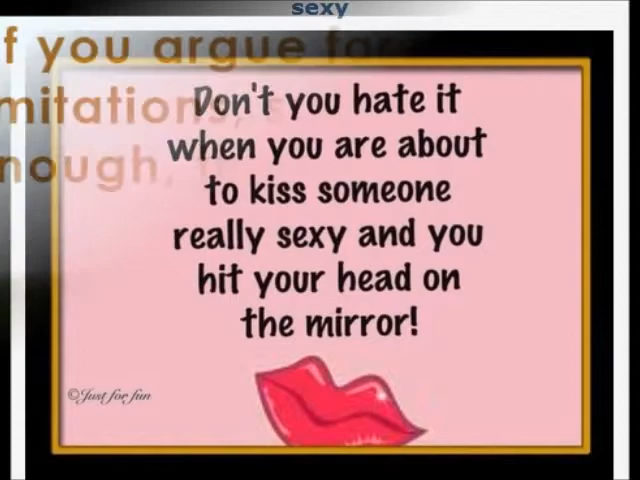 sexy
f you argue for
mitations,
nough,
Don't you hate it
when you are about
to kiss someone
really sexy and you
hit your head on
the mirror!
©Just for fun